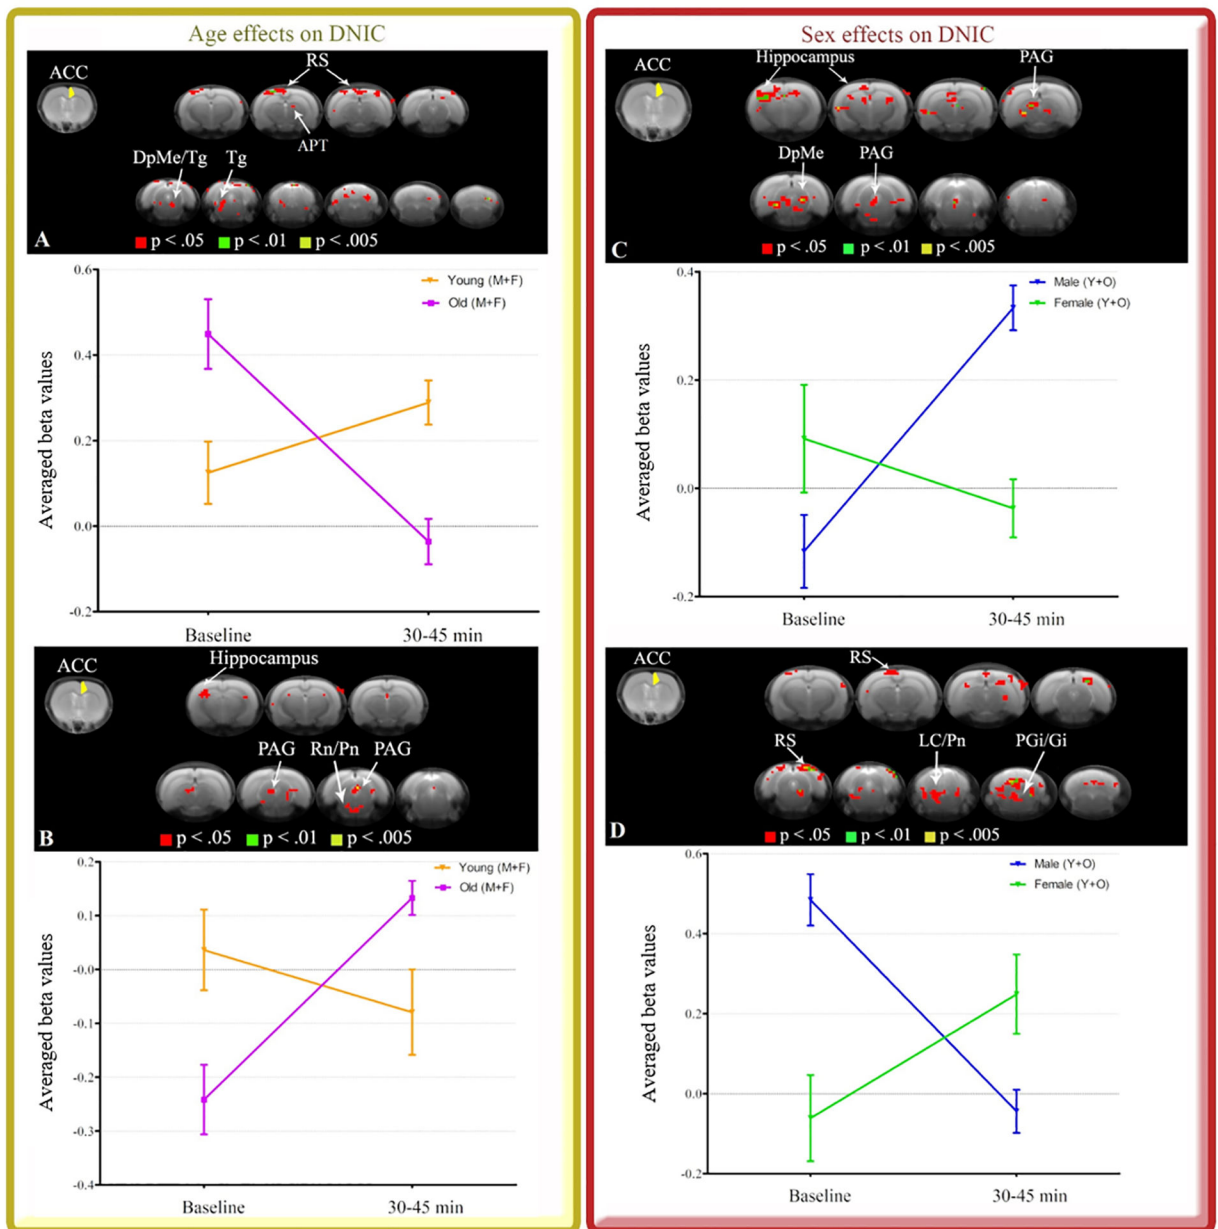 Age effects on DNIC
ACC
RS
APT
DpMe/Tg
Tg
A
p < .05 p < .01 p < .005
Young (M+F)
Old (M+F)
Averaged beta values
0.6
0.4
0.2
0.0
-0.2
Baseline 30-45 min
ACC
Hippocampus
PAG Rn/Pn PAG
B
p < .05 p < .01 p < .005
Young (M+F)
Old (M+F)
Averaged beta values
0.2
0.1
-0.0
-0.1
-0.2
-0.3
-0.4
Baseline 30-45 min
Sex effects on DNIC
ACC
Hippocampus
PAG
DpMe
PAG
C
p < .05 p < .01 p < .005
Male (Y+O)
Female (Y+O)
Averaged beta values
0.4
0.2
0.0
-0.2
Baseline 30-45 min
ACC
RS
RS
LC/Pn
PGi/Gi
D
p < .05 p < .01 p < .005
Male (Y+O)
Female (Y+O)
Averaged beta values
0.6
0.4
0.2
0.0
-0.2
Baseline 30-45 min